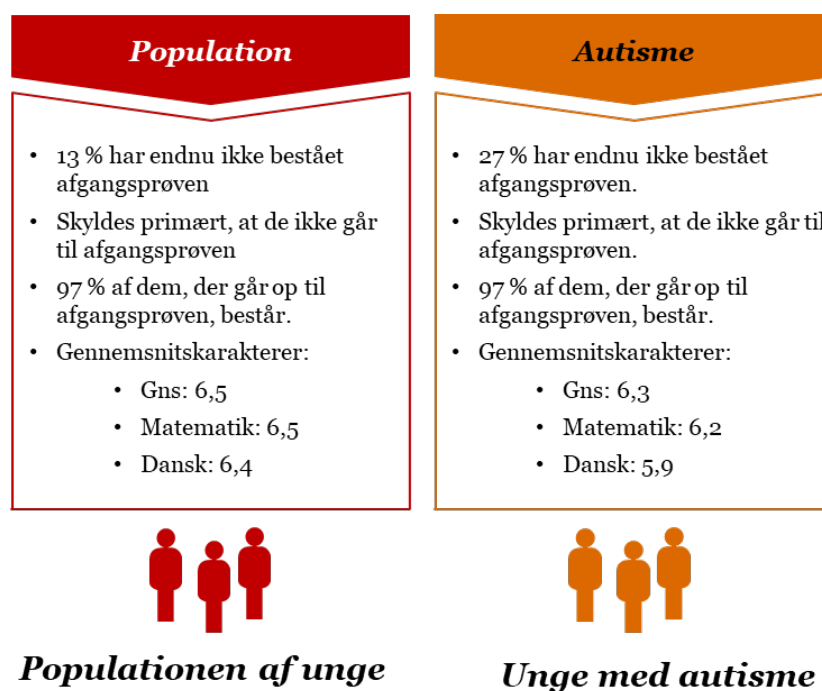 Population
• 13 % har endnu ikke bestået
afgangsprøven
• Skyldes primært, at de ikke går
til afgangsprøven
• 97 % af dem, der går op til
afgangsprøven, består.
• Gennemsnitskarakterer:
• Gns: 6,5
• Matematik: 6,5
• Dansk: 6,4
Populationen af unge
Autisme
• 27 % har endnu ikke bestået
afgangsprøven.
• Skyldes primært, at de ikke går til
afgangsprøven.
• 97 % af dem, der går op til
afgangsprøven, består.
• Gennemsnitskarakterer:
• Gns: 6,3
• Matematik: 6,2
• Dansk: 5,9
Unge med autisme